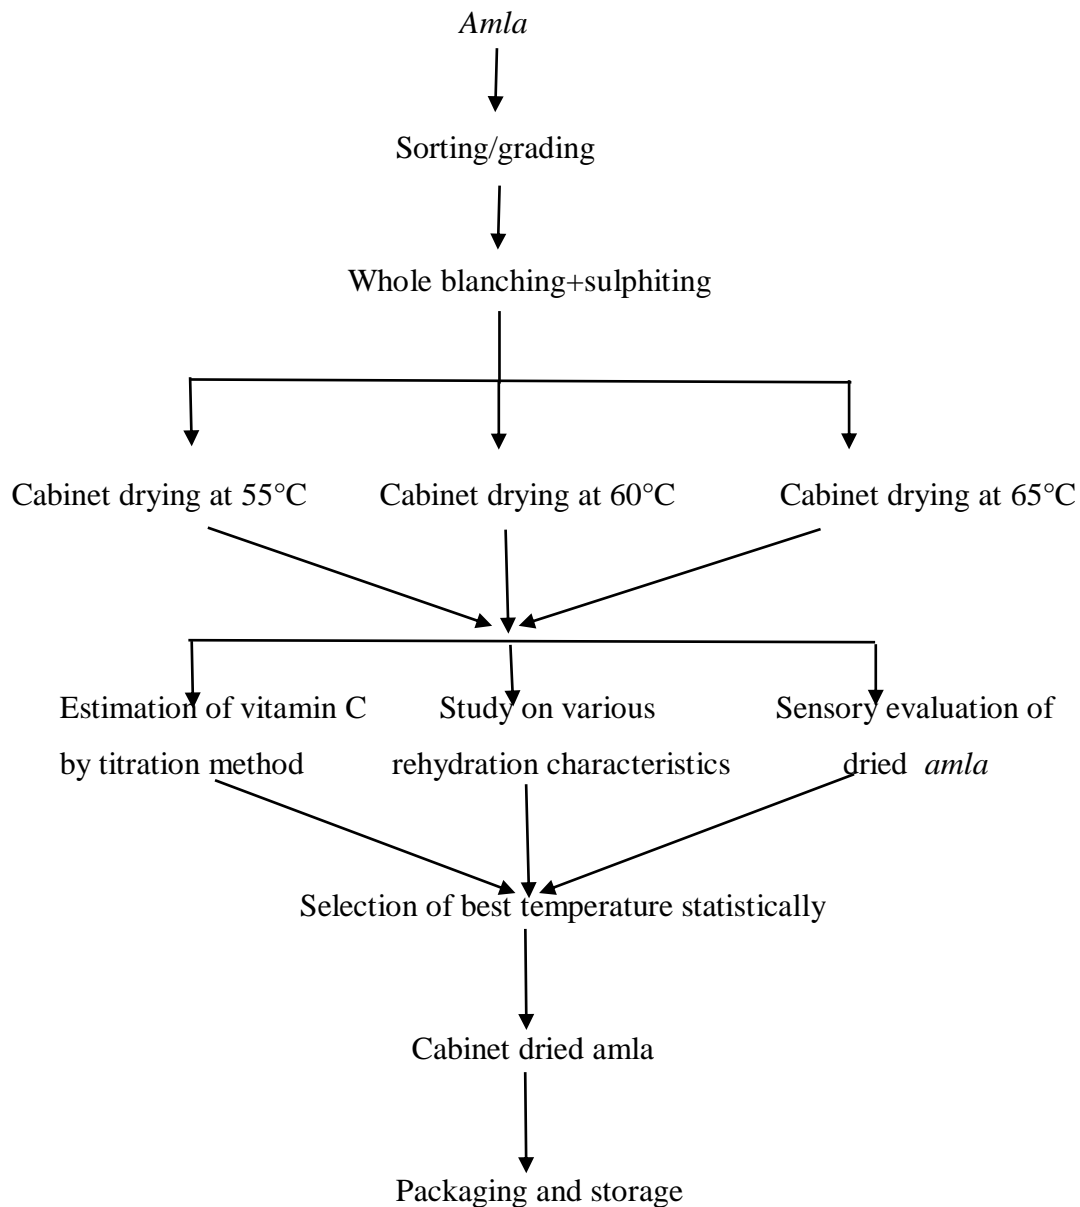 Amla
Sorting/grading
Whole blanching+sulphiting
Cabinet drying at 55°C
Cabinet drying at 60°C
Cabinet drying at 65°C
Estimation of vitamin C
by titration method
Study on various
rehydration characteristics
Sensory evaluation of
dried amla
Selection of best temperature statistically
Cabinet dried amla
Packaging and storage